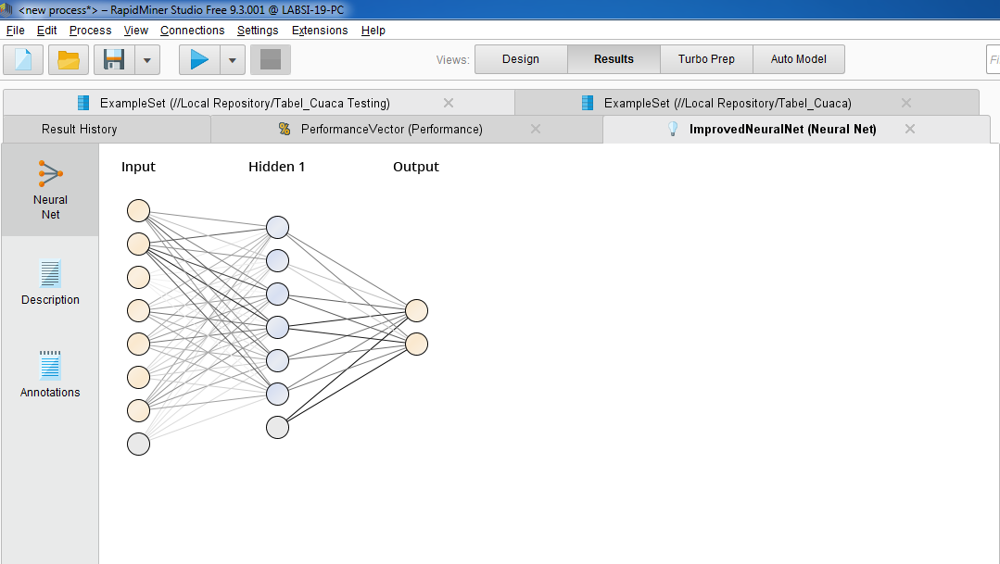 <new process*> – RapidMiner Studio Free 9.3.001 @ LABSI-19-PC
File Edit Process View Connections Settings Extensions Help
Views: Design Results Turbo Prep Auto Model Fi
ExampleSet (//Local Repository/Tabel_Cuaca Testing) ExampleSet (//Local Repository/Tabel_Cuaca)
Result History PerformanceVector (Performance) ImprovedNeuralNet (Neural Net)
Input Hidden 1 Output
Neural
Net
Description
Annotations